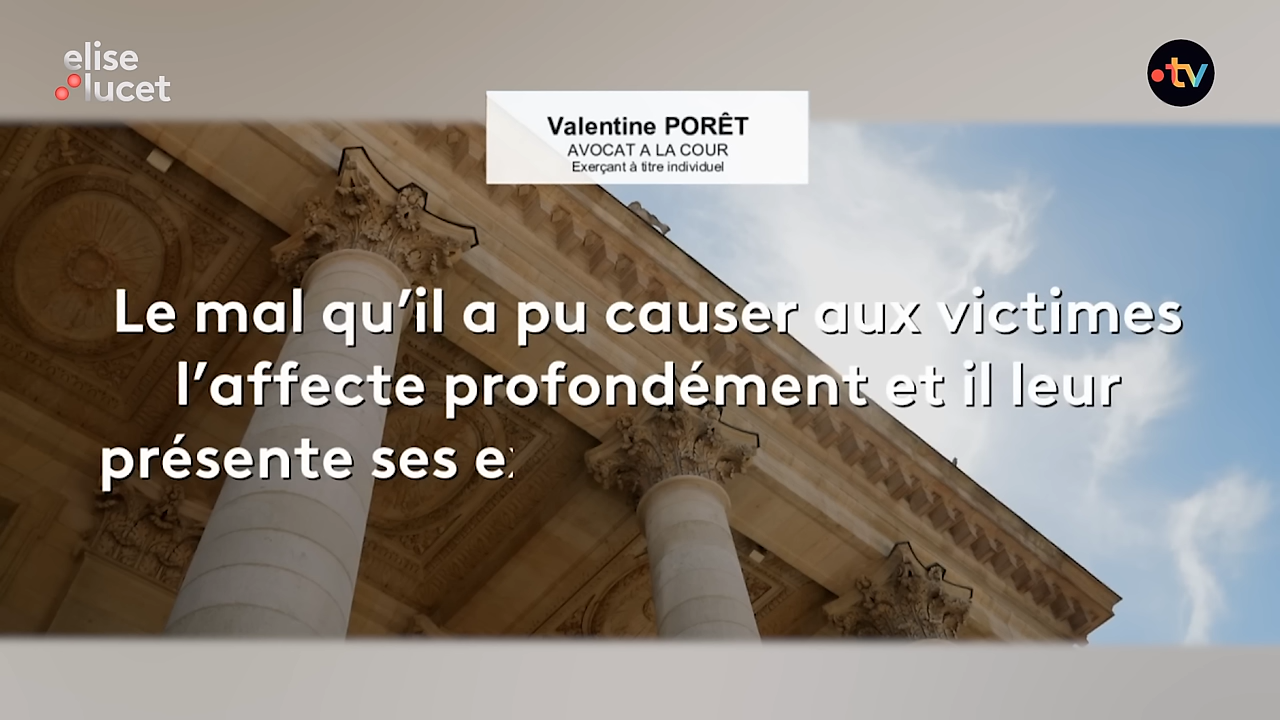 elise
lucet
tv
Valentine PORÊT
AVOCAT A LA COUR
Exerçant à titre individuel
Le mal qu’il a pu causer aux victimes
l’affecte profondément et il leur
présente ses